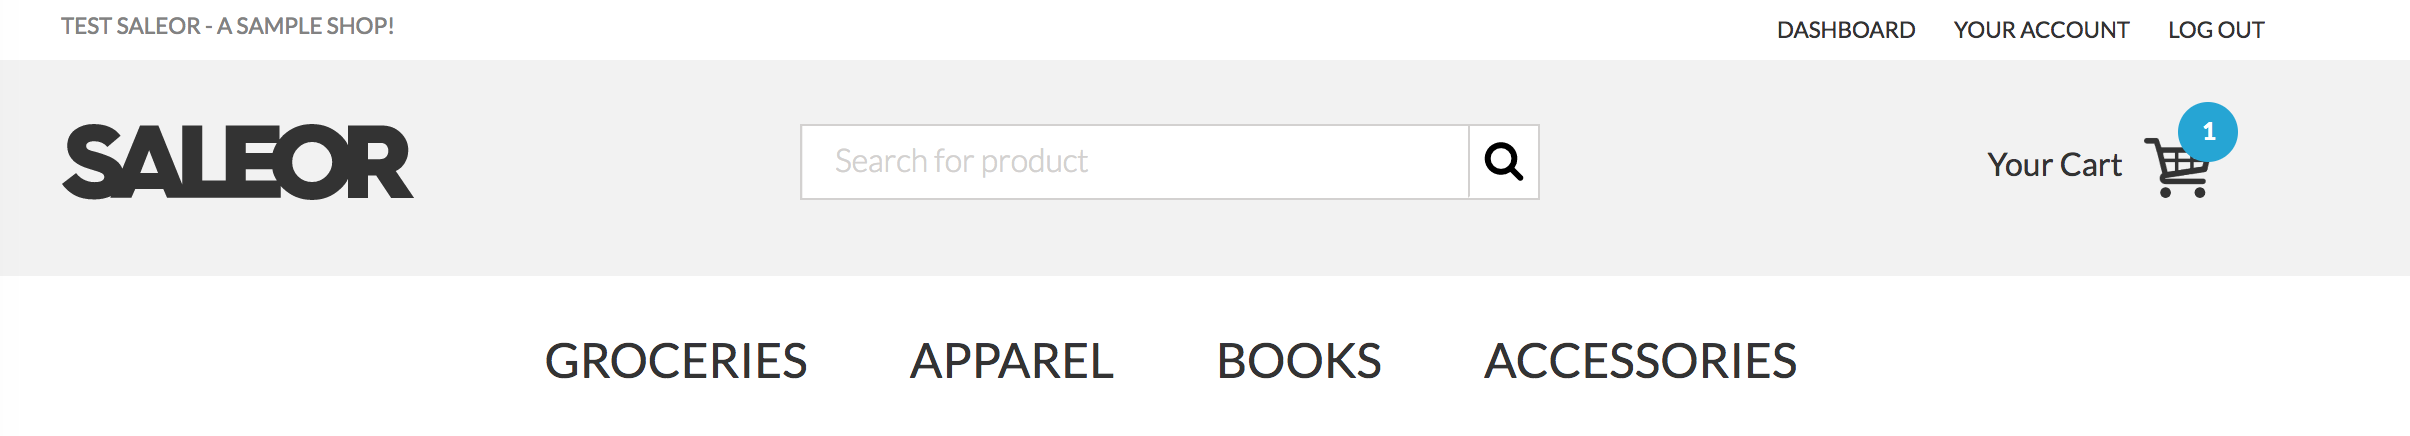 TEST SALEOR - A SAMPLE SHOP!
DASHBOARD YOUR ACCOUNT LOG OUT
SALEOR
Search for product
Your Cart 1
GROCERIES APPAREL BOOKS ACCESSORIES